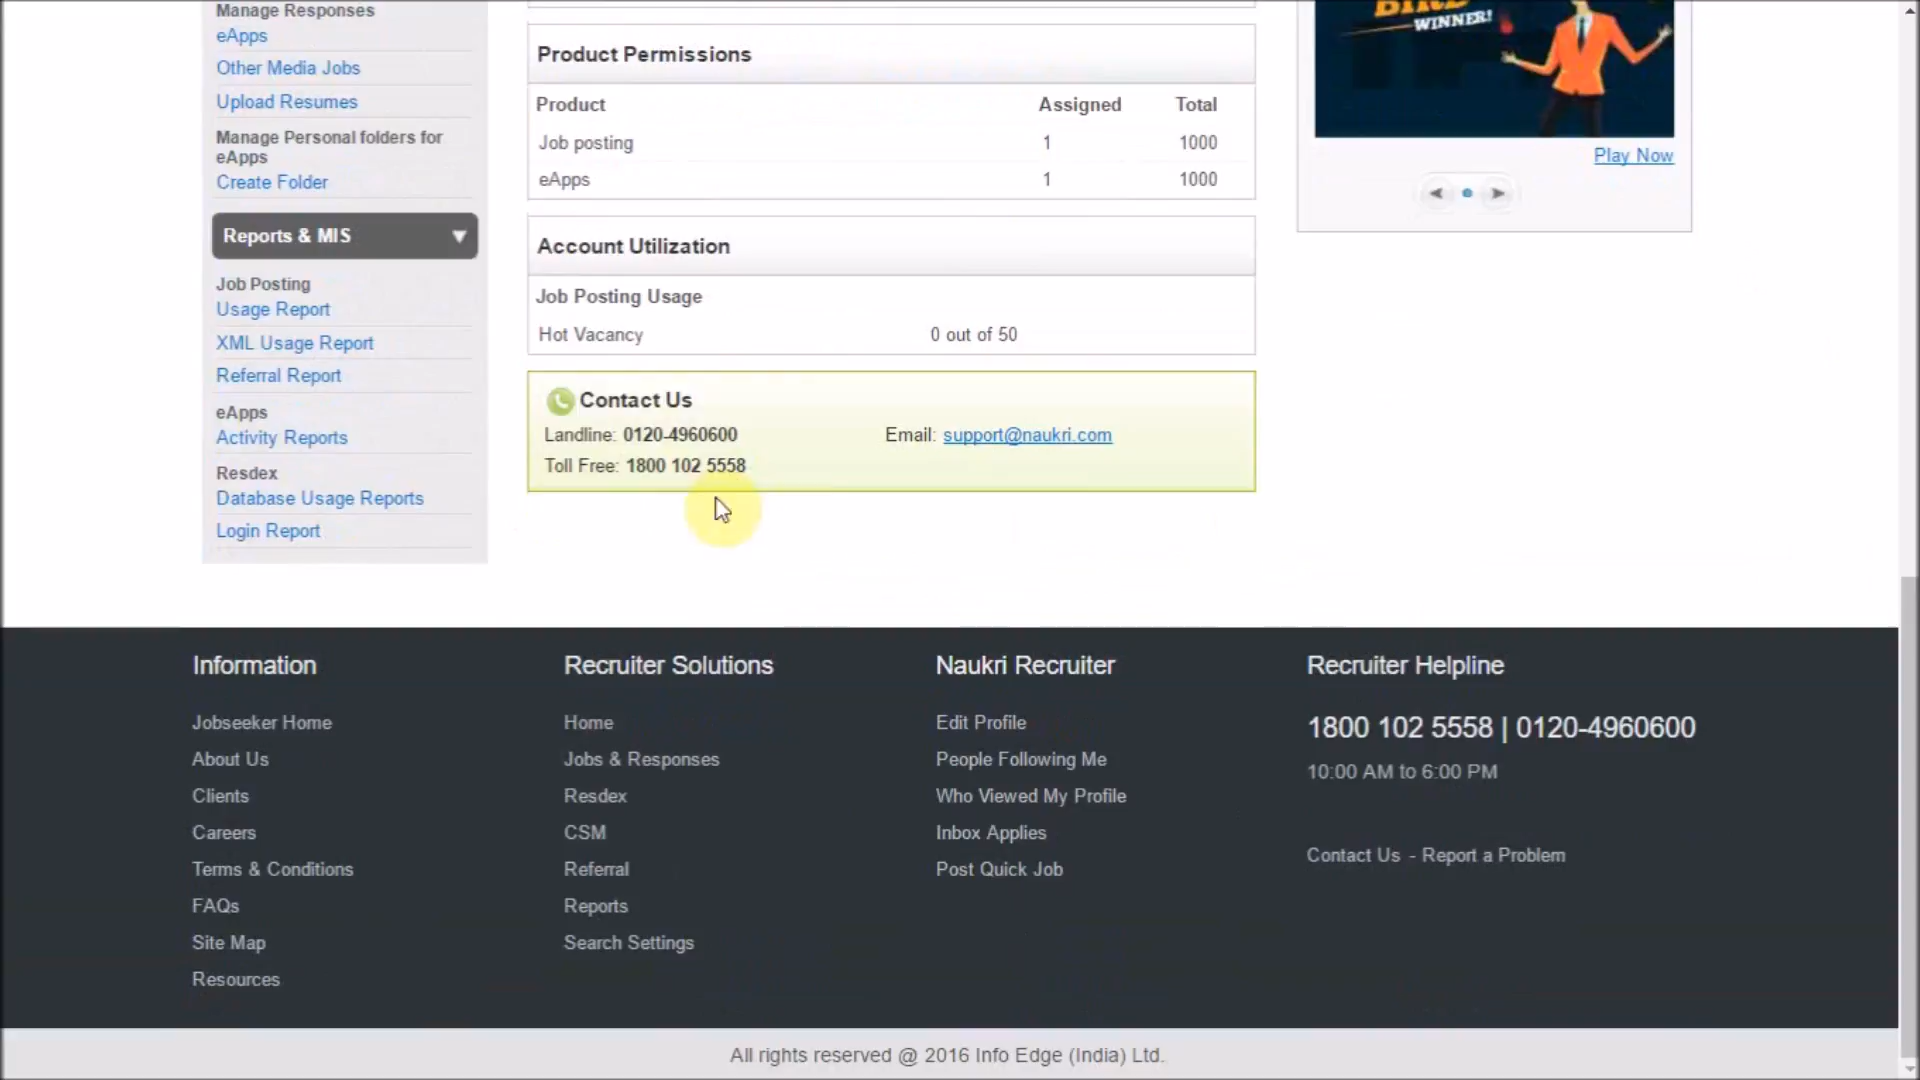 Manage Responses
eApps
Other Media Jobs
Upload Resumes
Manage Personal folders for
eApps
Create Folder
Reports & MIS
Job Posting
Usage Report
XML Usage Report
Referral Report
eApps
Activity Reports
Resdex
Database Usage Reports
Login Report
Product Permissions
Product Assigned Total
Job posting 1 1000
eApps 1 1000
Account Utilization
Job Posting Usage
Hot Vacancy 0 out of 50
Contact Us
Landline: 0120-4960600 Email: support@naukri.com
Toll Free: 1800 102 5558
WINNER!
Play Now
Information
Jobseeker Home
About Us
Clients
Careers
Terms & Conditions
FAQs
Site Map
Resources
Recruiter Solutions
Home
Jobs & Responses
Resdex
CSM
Referral
Reports
Search Settings
Naukri Recruiter
Edit Profile
People Following Me
Who Viewed My Profile
Inbox Applies
Post Quick Job
Recruiter Helpline
1800 102 5558 | 0120-4960600
10:00 AM to 6:00 PM
Contact Us - Report a Problem
All rights reserved @ 2016 Info Edge (India) Ltd.